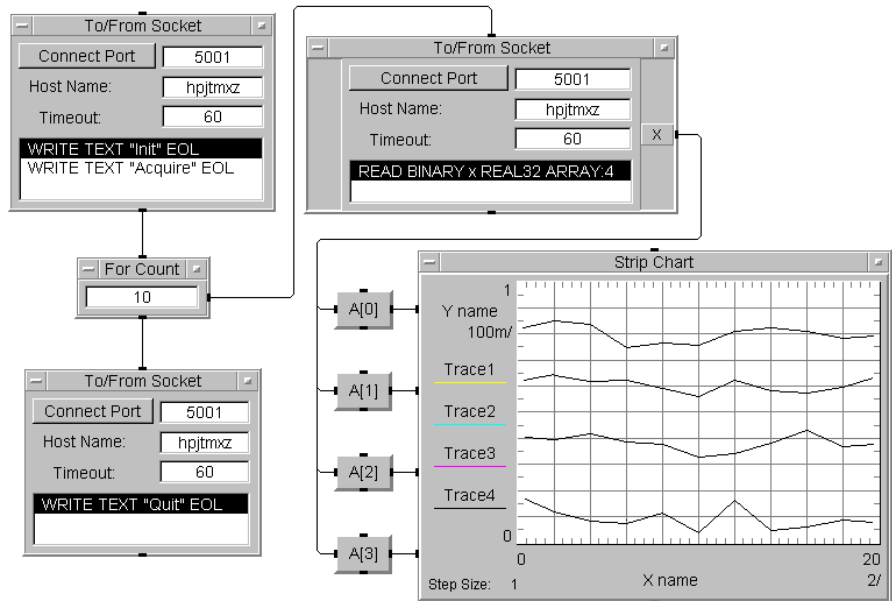 To/From Socket
Connect Port 5001
Host Name: hpjtmxz
Timeout: 60
WRITE TEXT "Init" EOL
WRITE TEXT "Acquire" EOL
For Count
10
To/From Socket
Connect Port 5001
Host Name: hpjtmxz
Timeout: 60
WRITE TEXT "Quit" EOL
To/From Socket
Connect Port 5001
Host Name: hpjtmxz
Timeout: 60
X
READ BINARY x REAL32 ARRAY:4
A[0]
A[1]
A[2]
A[3]
Strip Chart
1
Y name
100m/
Trace1
Trace2
Trace3
Trace4
0
0 20
Step Size: 1 X name 2/